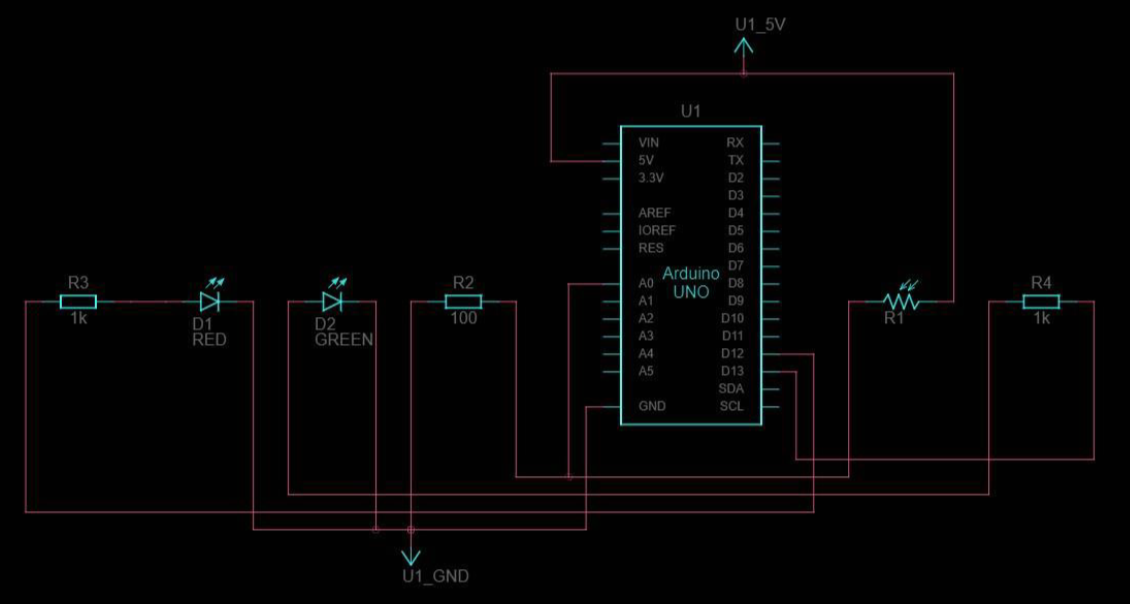 U1_5V
U1
VIN RX
5V TX
3.3V D2
D3
AREF D4
IOREF D5
RES D6
D7
Arduino
UNO
A0 D8
A1 D9
A2 D10
A3 D11
A4 D12
A5 D13
SDA
GND SCL
R3
1k
D1
RED
D2
GREEN
R2
100
R1
R4
1k
U1_GND